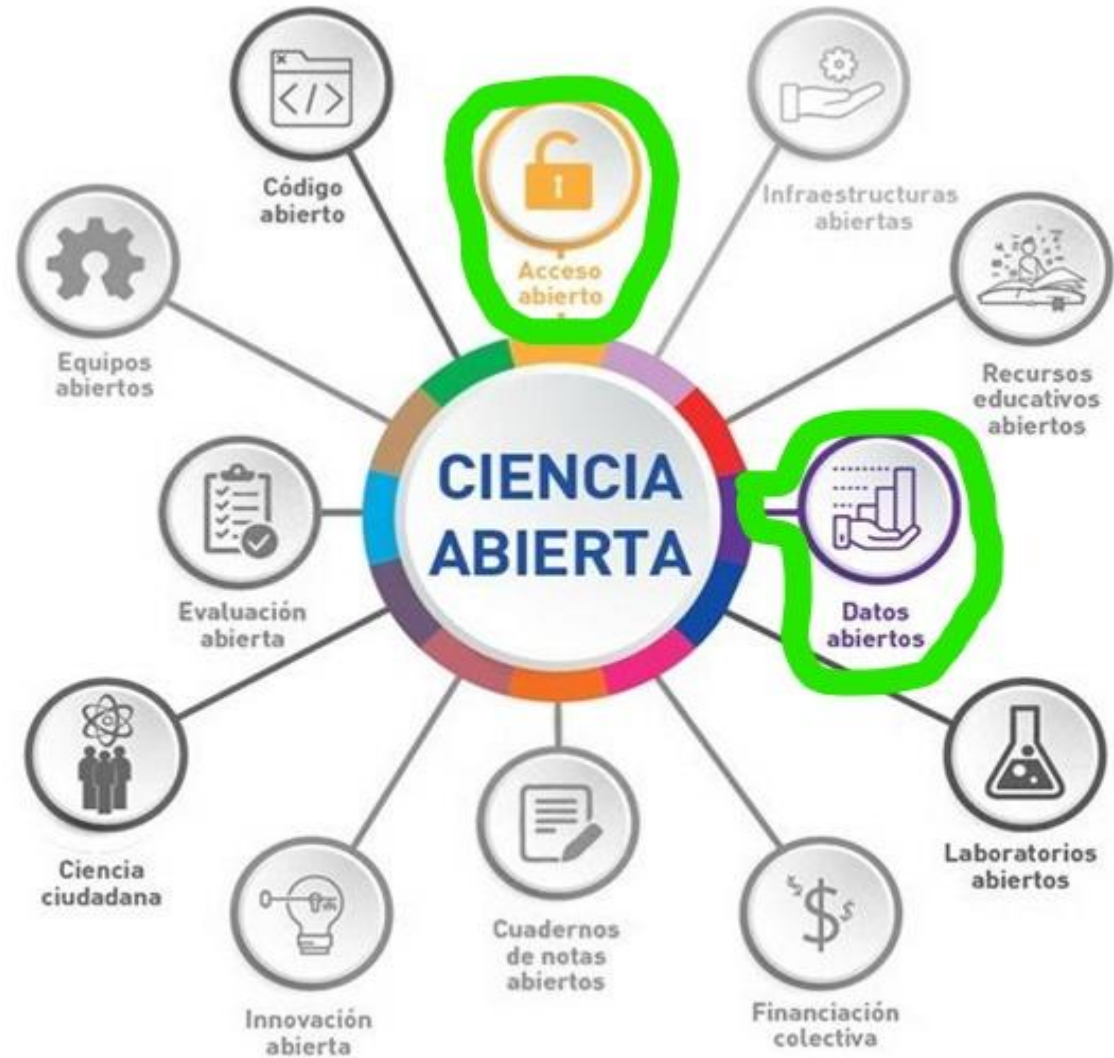 CIENCIA
ABIERTA
Acceso
abierto
Infraestructuras
abiertas
Recursos
educativos
abiertos
Datos
abiertos
Laboratorios
abiertos
Financiación
colectiva
Cuadernos
de notas
abiertos
Innovación
abierta
Ciencia
ciudadana
Evaluación
abierta
Equipos
abiertos
Código
abierto